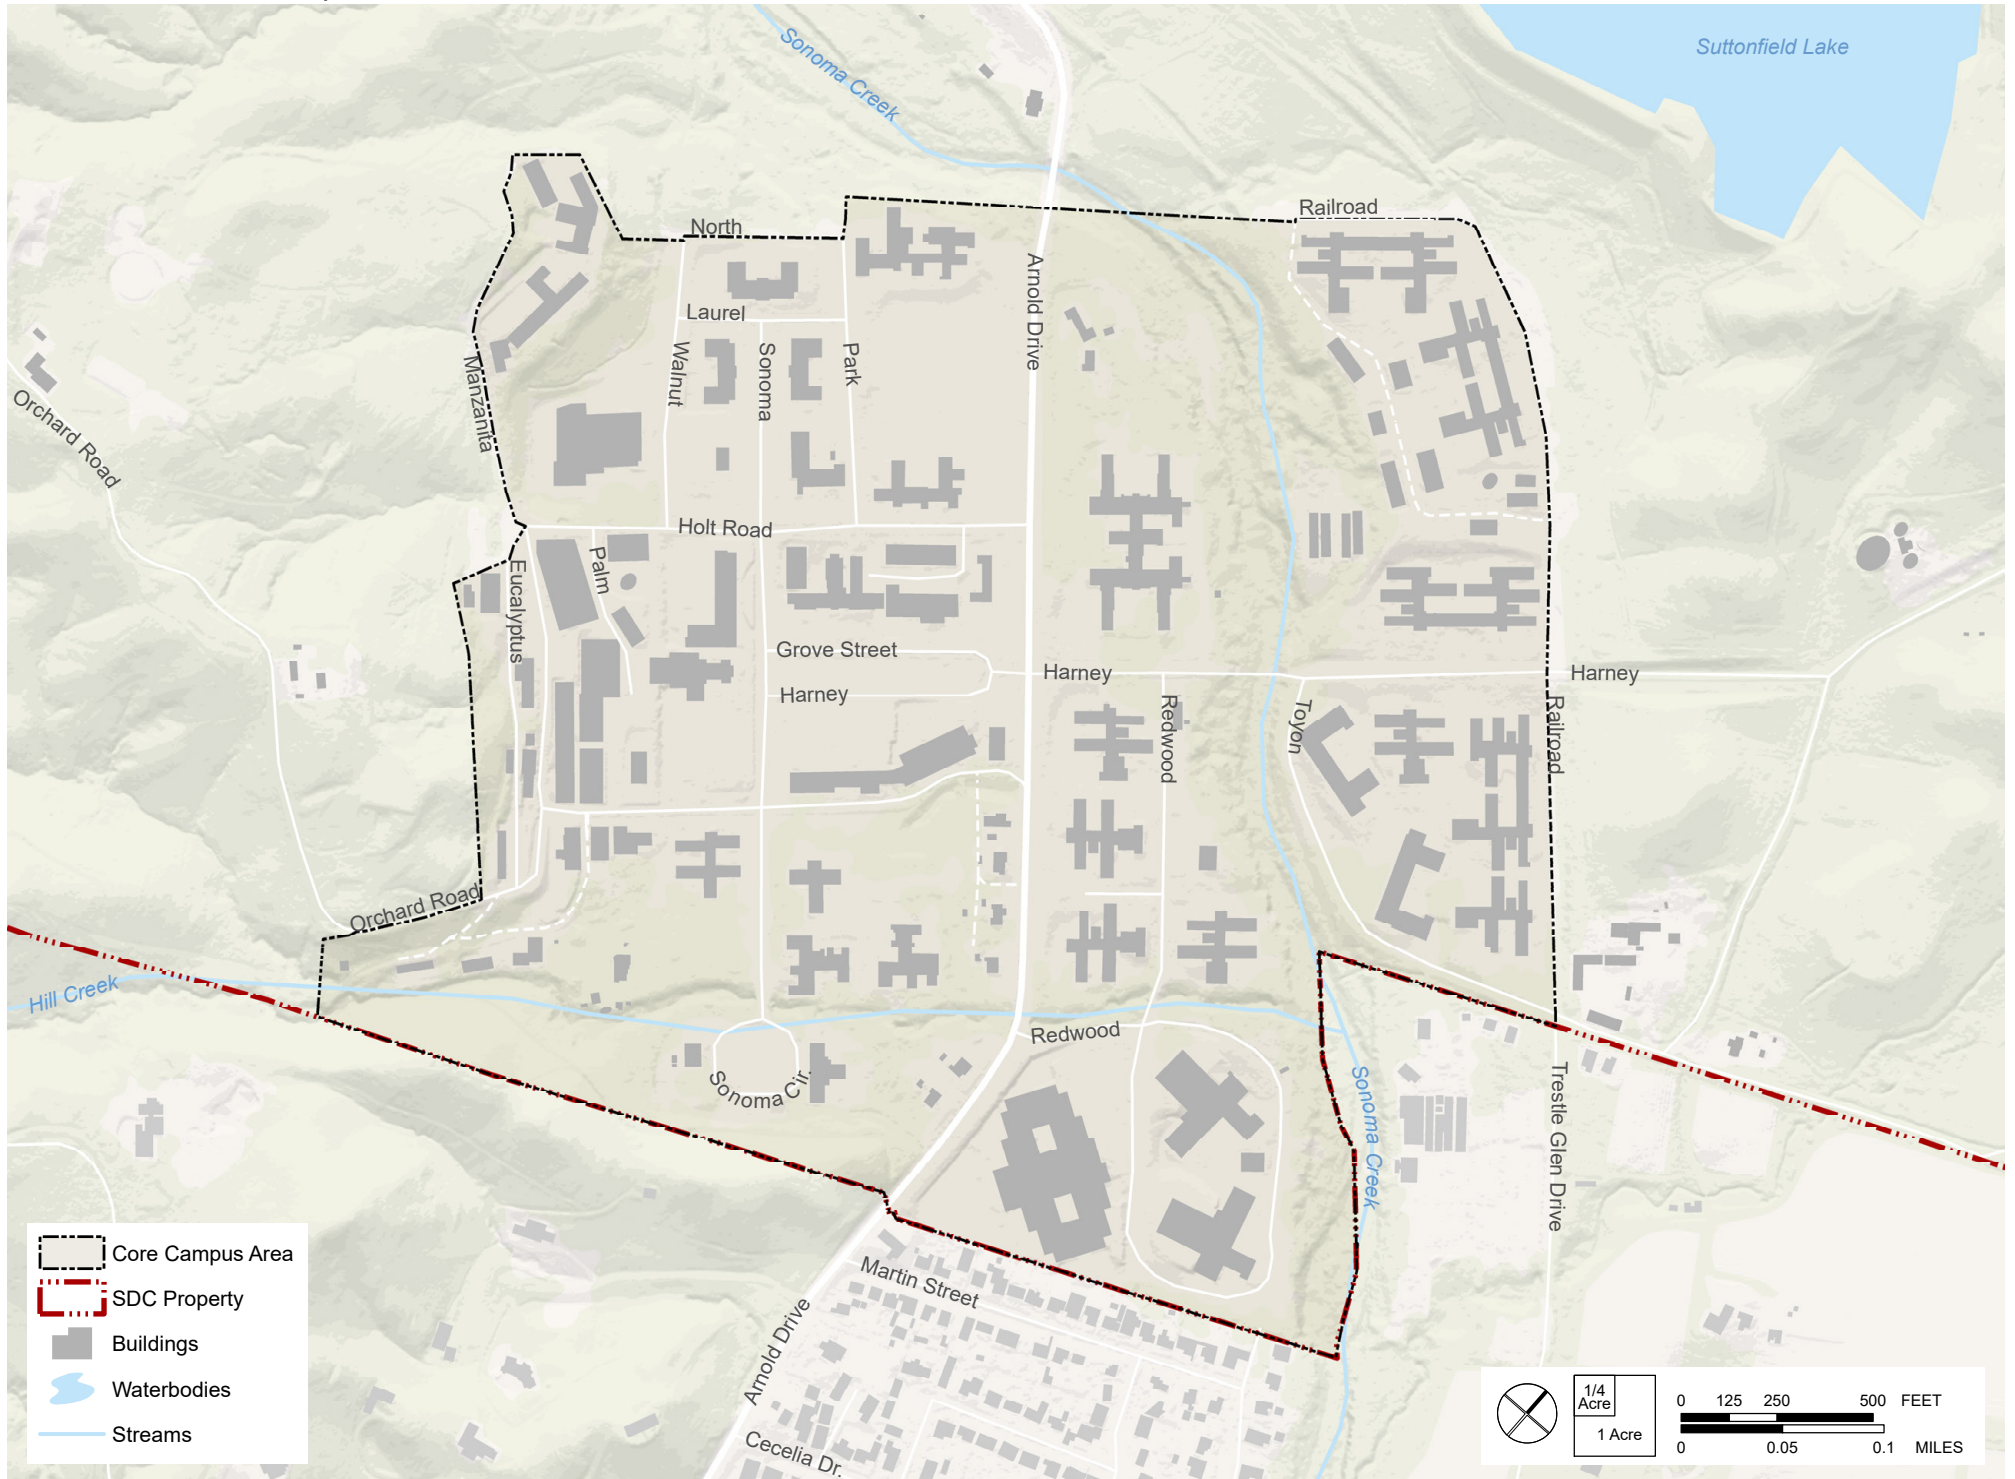 Suttonfield Lake
Sonoma Creek
Railroad
North
Arnold Drive
Laurel
Walnut
Sonoma
Park
Manzanita
Orchard Road
Holt Road
Palm
Eucalyptus
Grove Street
Harney
Harney
Harney
Redwood
Toyon
Railroad
Orchard Road
Hill Creek
Redwood
Sonoma Cir.
Sonoma Creek
Trestle Glen Drive
Martin Street
Arnold Drive
Cecelia Dr.
Core Campus Area
SDC Property
Buildings
Waterbodies
Streams
1/4
Acre
1 Acre
0 125 250 500 FEET
0 0.05 0.1 MILES